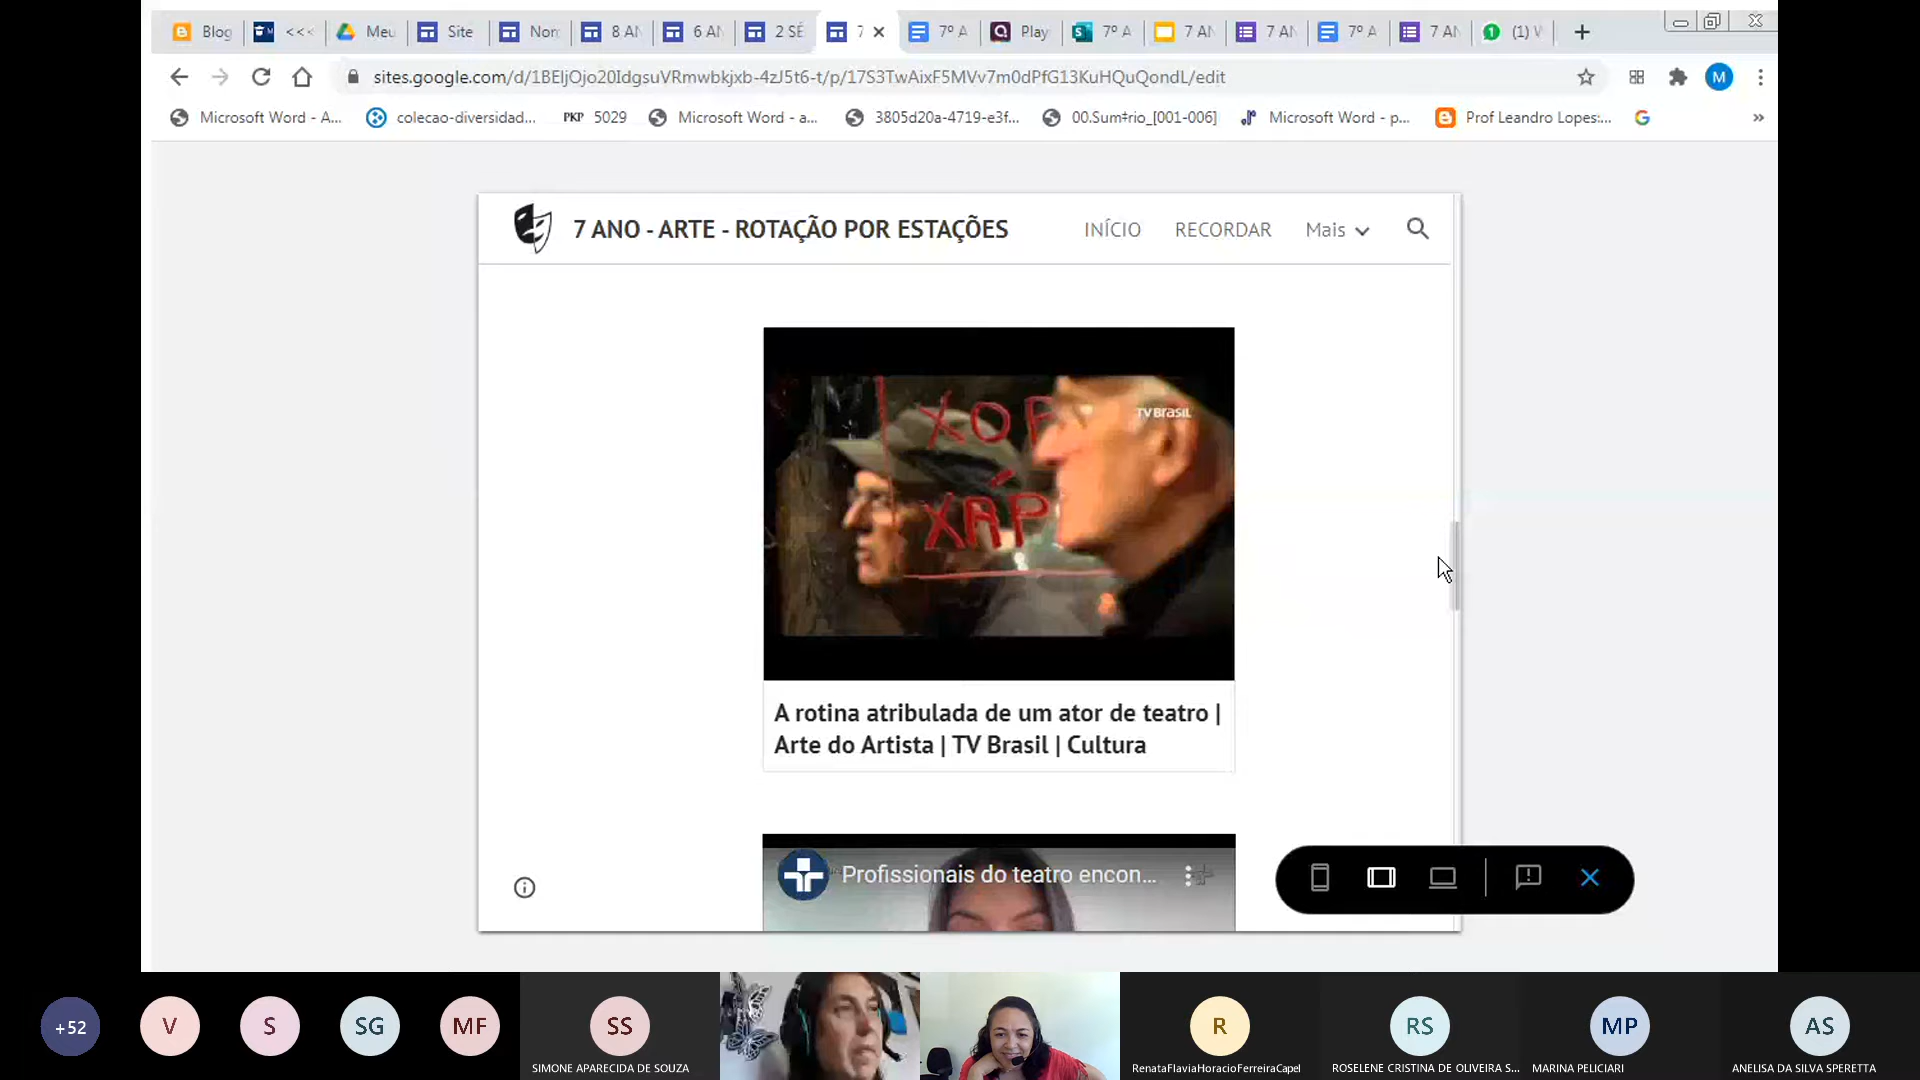 Blog
<<<
Meu
Site
Non
8 AN
6 AN
2 SÉ
7
7º A
Play
7º A
7 AN
7 AN
7º A
7 AN
(1) V
sites.google.com/d/1BEljOjo20IdgsuVRmwbkjxb-4zJ5t6-t/p/17S3TwAixF5MVv7m0dPfG13KuHQuQondL/edit
M
Microsoft Word - A...
colecao-diversidad...
PKP 5029
Microsoft Word - a...
3805d20a-4719-e3f...
00.Sum‡rio_[001-006]
Microsoft Word - p...
Prof Leandro Lopes:...
»
7 ANO - ARTE - ROTAÇÃO POR ESTAÇÕES
INÍCIO
RECORDAR
Mais
TV BRASIL
XOP
XÁP
A rotina atribulada de um ator de teatro |
Arte do Artista | TV Brasil | Cultura
Profissionais do teatro encon...
+52
V
S
SG
MF
SS
R
RS
MP
AS
SIMONE APARECIDA DE SOUZA
RenataFlaviaHoracioFerreiraCapel
ROSELENE CRISTINA DE OLIVEIRA S...
MARINA PELICIARI
ANELISA DA SILVA SPERETTA